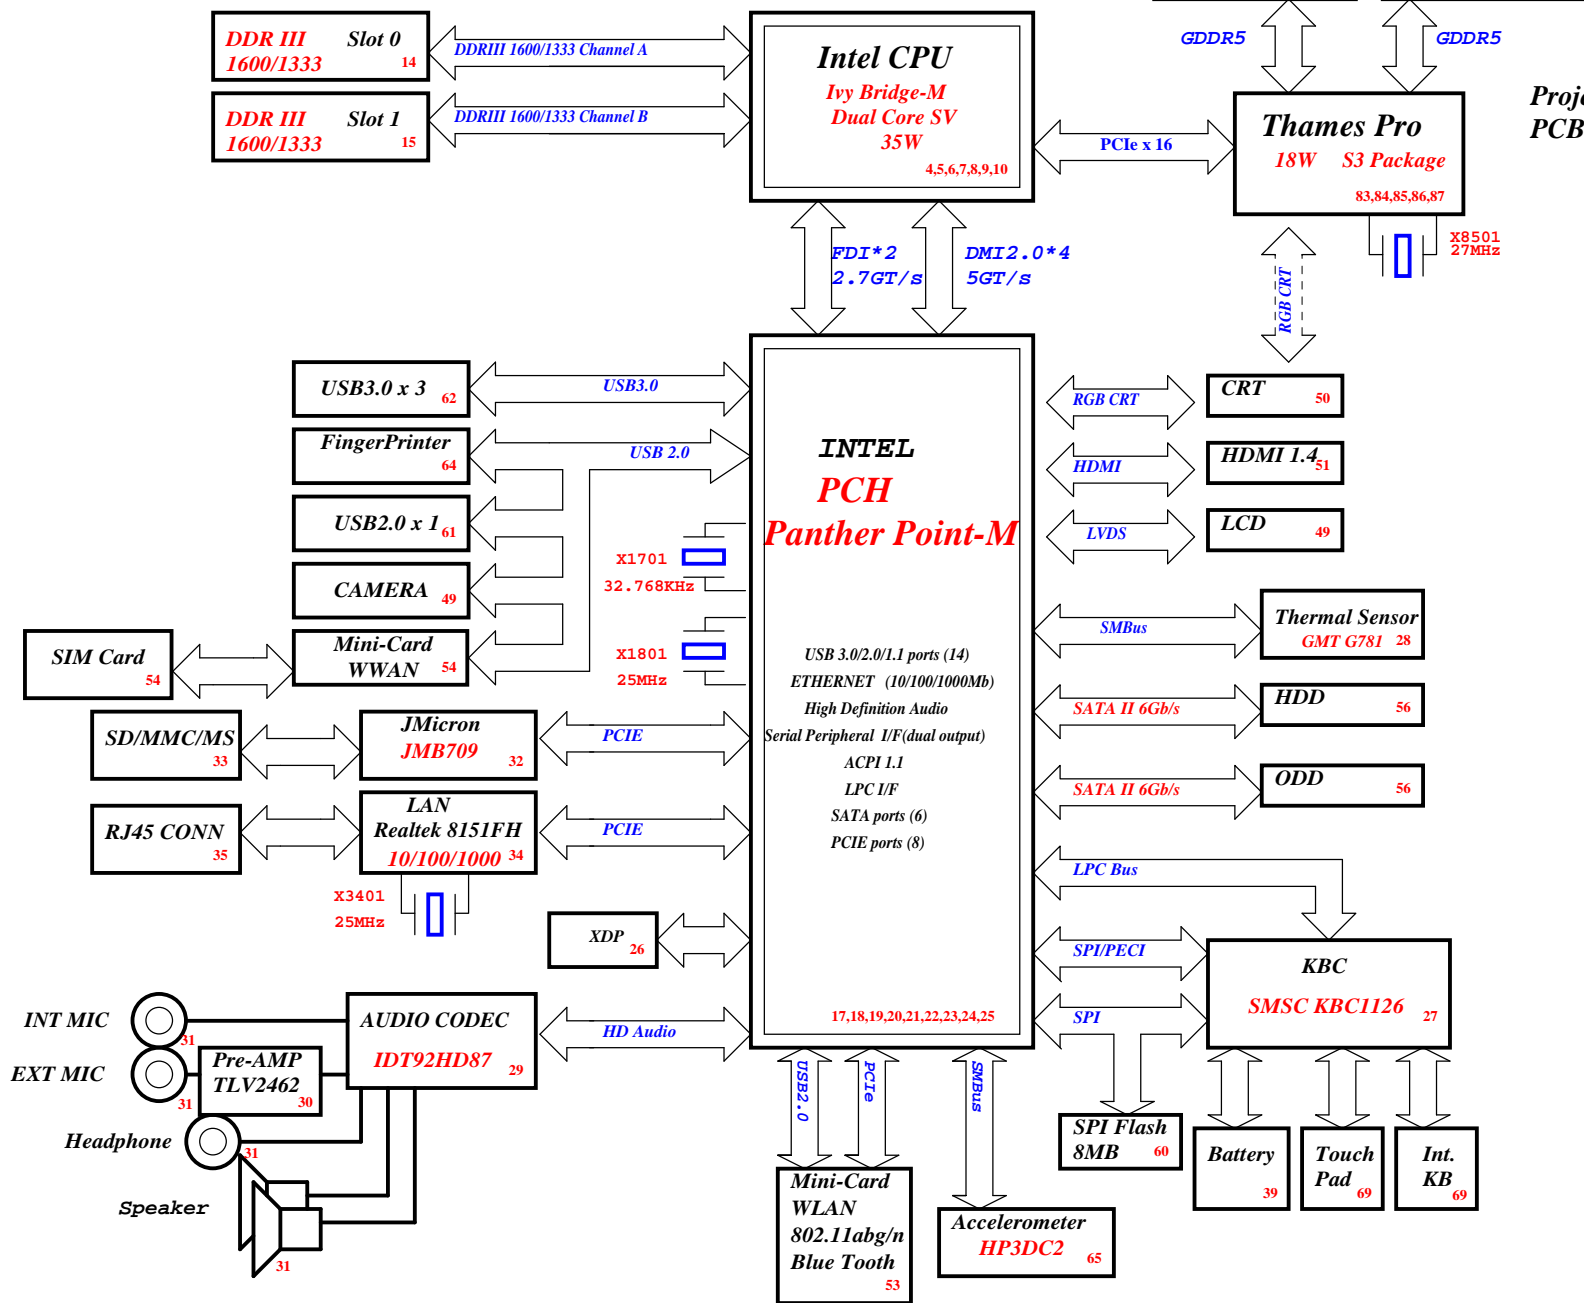 DDR III Slot 0
1600/1333 14
DDRIII 1600/1333 Channel A
DDR III Slot 1
1600/1333 15
DDRIII 1600/1333 Channel B
Intel CPU
Ivy Bridge-M
Dual Core SV
35W
4,5,6,7,8,9,10
PCIe x 16
GDDR5
GDDR5
Thames Pro
18W S3 Package
83,84,85,86,87
X8501
27MHz
Proje
PCB
FDI*2
2.7GT/s
DMI2.0*4
5GT/s
RGB CRT
USB3.0 x 3
62
USB3.0
FingerPrinter
64
USB 2.0
USB2.0 x 1
61
CAMERA
49
Mini-Card
WWAN 54
SIM Card
54
X1701
32.768KHz
X1801
25MHz
INTEL
PCH
Panther Point-M
USB 3.0/2.0/1.1 ports (14)
ETHERNET (10/100/1000Mb)
High Definition Audio
Serial Peripheral I/F(dual output)
ACPI 1.1
LPC I/F
SATA ports (6)
PCIE ports (8)
17,18,19,20,21,22,23,24,25
RGB CRT
CRT
50
HDMI
HDMI 1.4
51
LVDS
LCD
49
SMBus
Thermal Sensor
GMT G781 28
SATA II 6Gb/s
HDD
56
SATA II 6Gb/s
ODD
56
LPC Bus
SPI/PECI
SPI
KBC
SMSC KBC1126 27
SD/MMC/MS
33
JMicron
JMB709 32
PCIE
RJ45 CONN
35
LAN
Realtek 8151FH
10/100/1000 34
PCIE
X3401
25MHz
XDP
26
INT MIC
31
EXT MIC
31
Pre-AMP
TLV2462
30
AUDIO CODEC
IDT92HD87 29
HD Audio
Headphone
31
Speaker
31
USB2.0
PCIe
SMBus
Mini-Card
WLAN
802.11abg/n
Blue Tooth
53
Accelerometer
HP3DC2
65
SPI Flash
8MB 60
Battery
39
Touch
Pad
69
Int.
KB
69